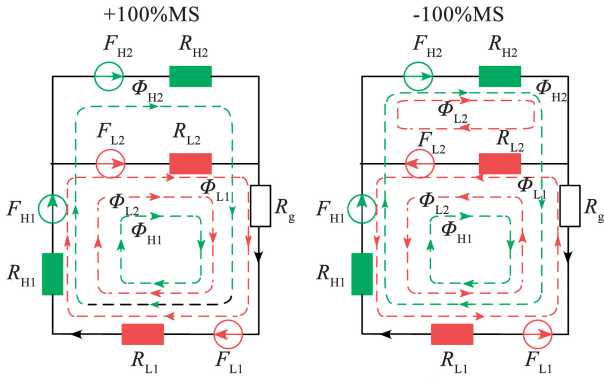 +100%MS
-100%MS
F_H2 R_H2
F_H2 R_H2
Φ_H2
Φ_H2
F_L2 R_L2
Φ_L2
F_L2 R_L2
Φ_L2 Φ_L1
Φ_L2 Φ_L1
F_H1 Φ_H1 R_g
F_H1 Φ_H1 R_g
R_H1
R_H1
R_L1 F_L1
R_L1 F_L1